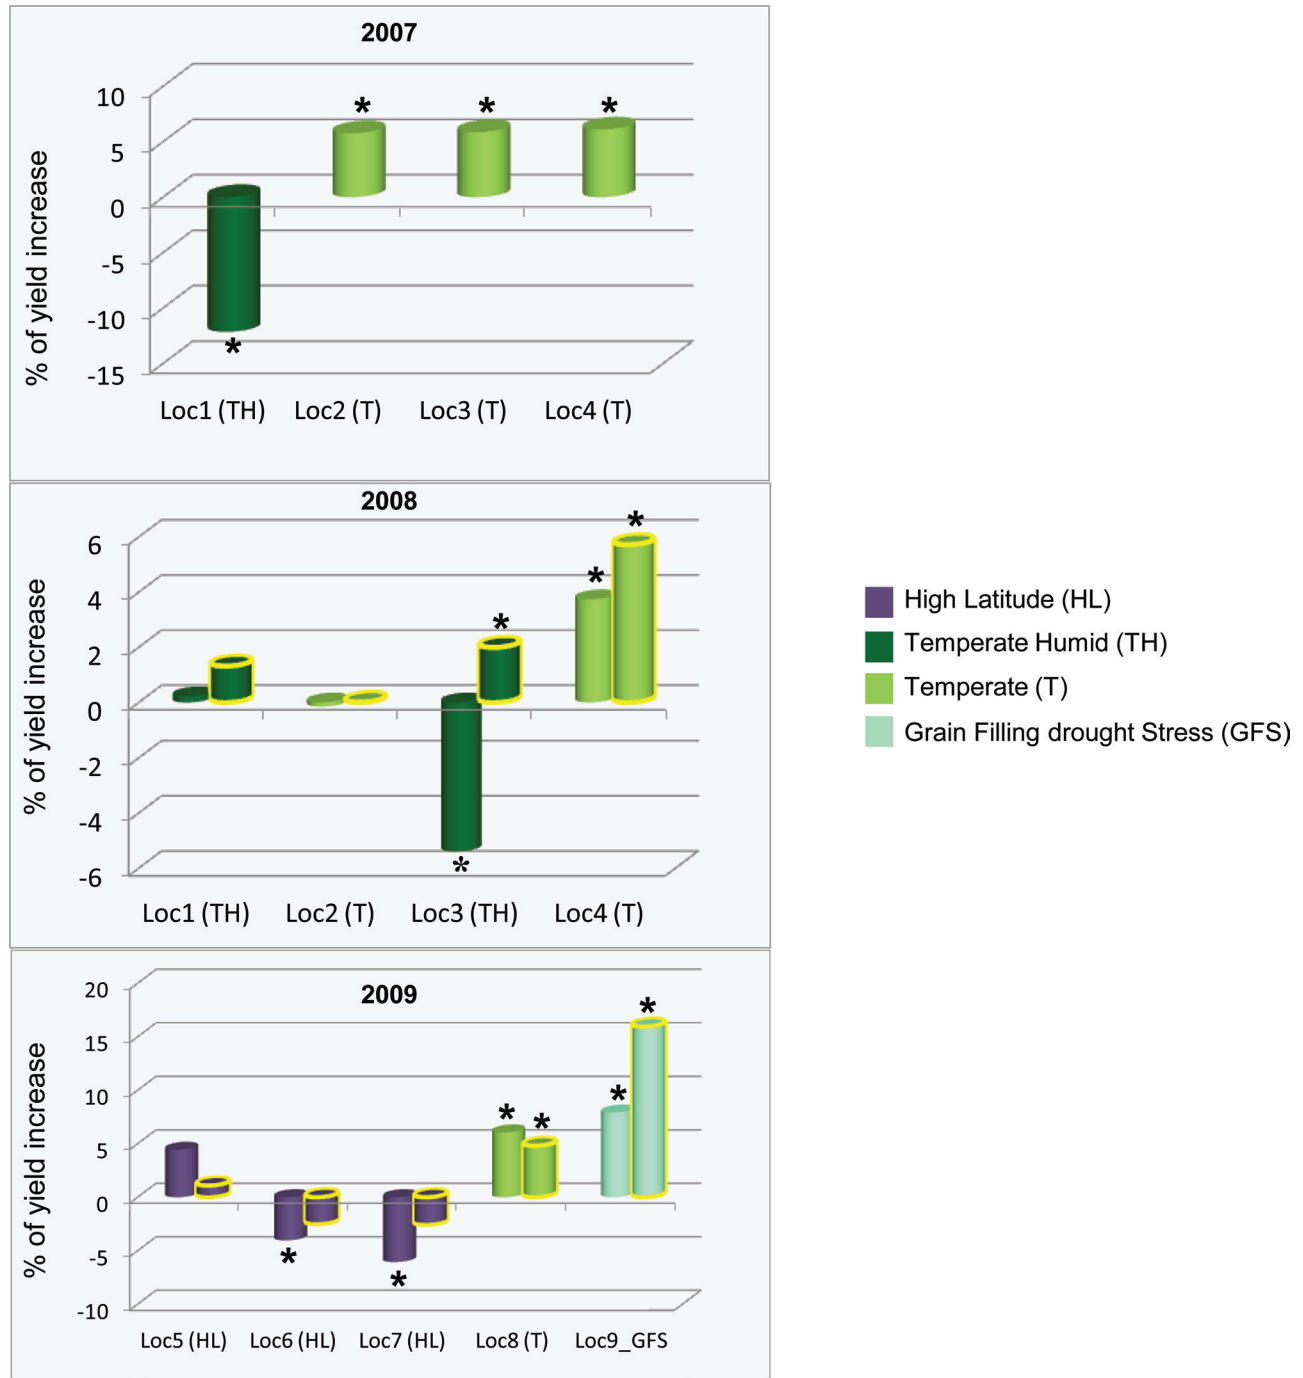 2007
% of yield increase
10
5
0
-5
-10
-15
* * * *
Loc1 (TH) Loc2 (T) Loc3 (T) Loc4 (T)
2008
% of yield increase
6
4
2
0
-2
-4
-6
* * * *
Loc1 (TH) Loc2 (T) Loc3 (TH) Loc4 (T)
2009
% of yield increase
20
15
10
5
0
-5
-10
* * * * * *
Loc5 (HL) Loc6 (HL) Loc7 (HL) Loc8 (T) Loc9_GFS
High Latitude (HL)
Temperate Humid (TH)
Temperate (T)
Grain Filling drought Stress (GFS)